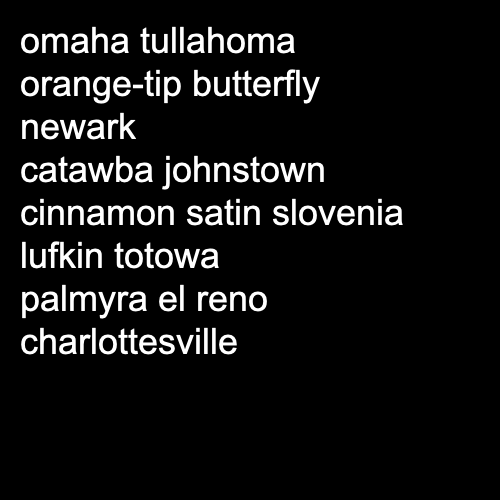 omaha tullahoma
orange-tip butterfly
newark
catawba johnstown
cinnamon satin slovenia
lufkin totowa
palmyra el reno
charlottesville